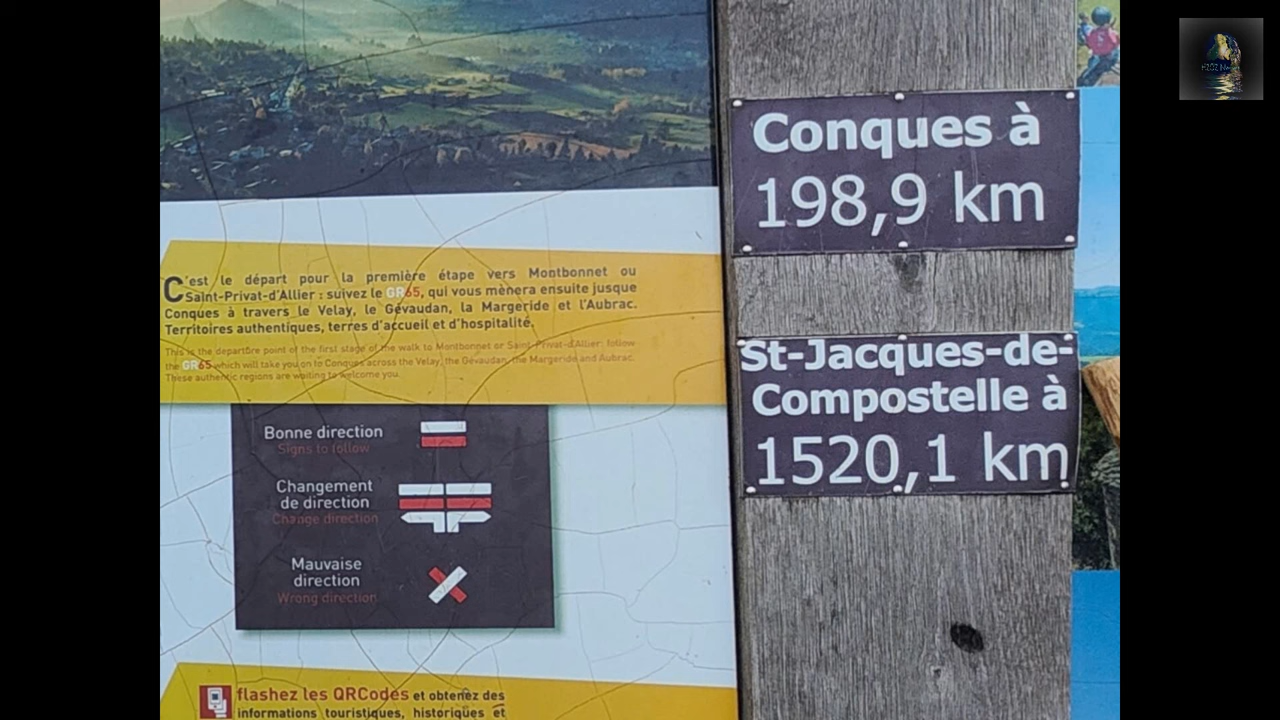 C'est le départ pour la première étape vers Montbonnet ou
Saint-Privat-d'Allier : suivez le GR65, qui vous mènera ensuite jusque
Conques à travers le Velay, le Gévaudan, la Margeride et l'Aubrac.
Territoires authentiques, terres d'accueil et d'hospitalité.
This is the departure point of the first stage of the walk to Montbonnet or Saint-Privat-d'Allier: follow
the GR65 which will take you on to Conques across the Velay, the Gévaudan, the Margeride and Aubrac.
These authentic regions are waiting to welcome you.
Bonne direction
Signs to follow
Changement
de direction
Change direction
Mauvaise
direction
Wrong direction
flashez les QRCodes et obtenez des
informations touristiques, historiques et
Conques à
198,9 km
St-Jacques-de-
Compostelle à
1520,1 km